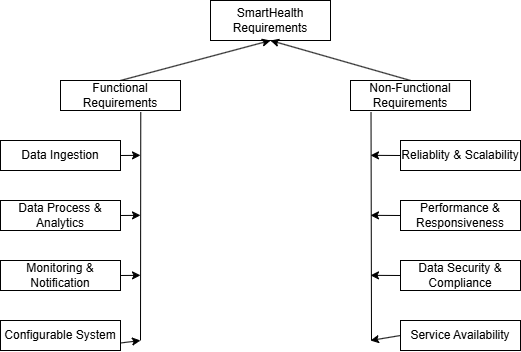 SmartHealth
Requirements
Functional
Requirements
Non-Functional
Requirements
Data Ingestion
Reliablity & Scalability
Data Process &
Analytics
Performance &
Responsiveness
Monitoring &
Notification
Data Security &
Compliance
Configurable System
Service Availability